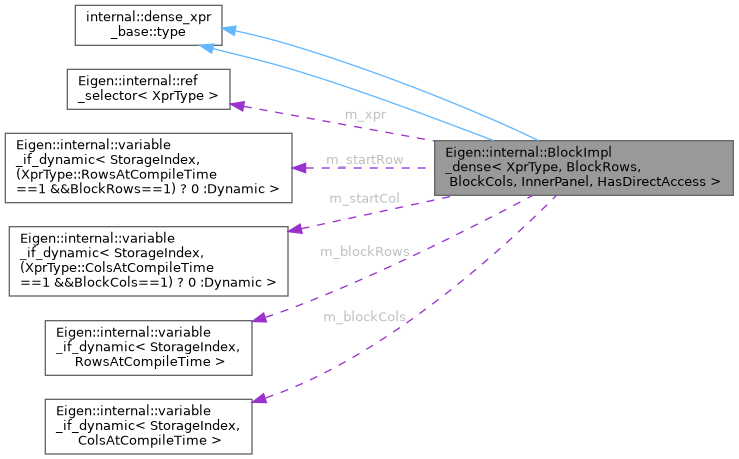 internal::dense_xpr
_base::type
Eigen::internal::ref
_selector< XprType >
m_xpr
Eigen::internal::variable
_if_dynamic< StorageIndex,
(XprType::RowsAtCompileTime
==1 &&BlockRows==1) ? 0 :Dynamic >
m_startRow
Eigen::internal::BlockImpl
_dense< XprType, BlockRows,
BlockCols, InnerPanel, HasDirectAccess >
m_startCol
Eigen::internal::variable
_if_dynamic< StorageIndex,
(XprType::ColsAtCompileTime
==1 &&BlockCols==1) ? 0 :Dynamic >
m_blockRows
Eigen::internal::variable
_if_dynamic< StorageIndex,
RowsAtCompileTime >
m_blockCols
Eigen::internal::variable
_if_dynamic< StorageIndex,
ColsAtCompileTime >